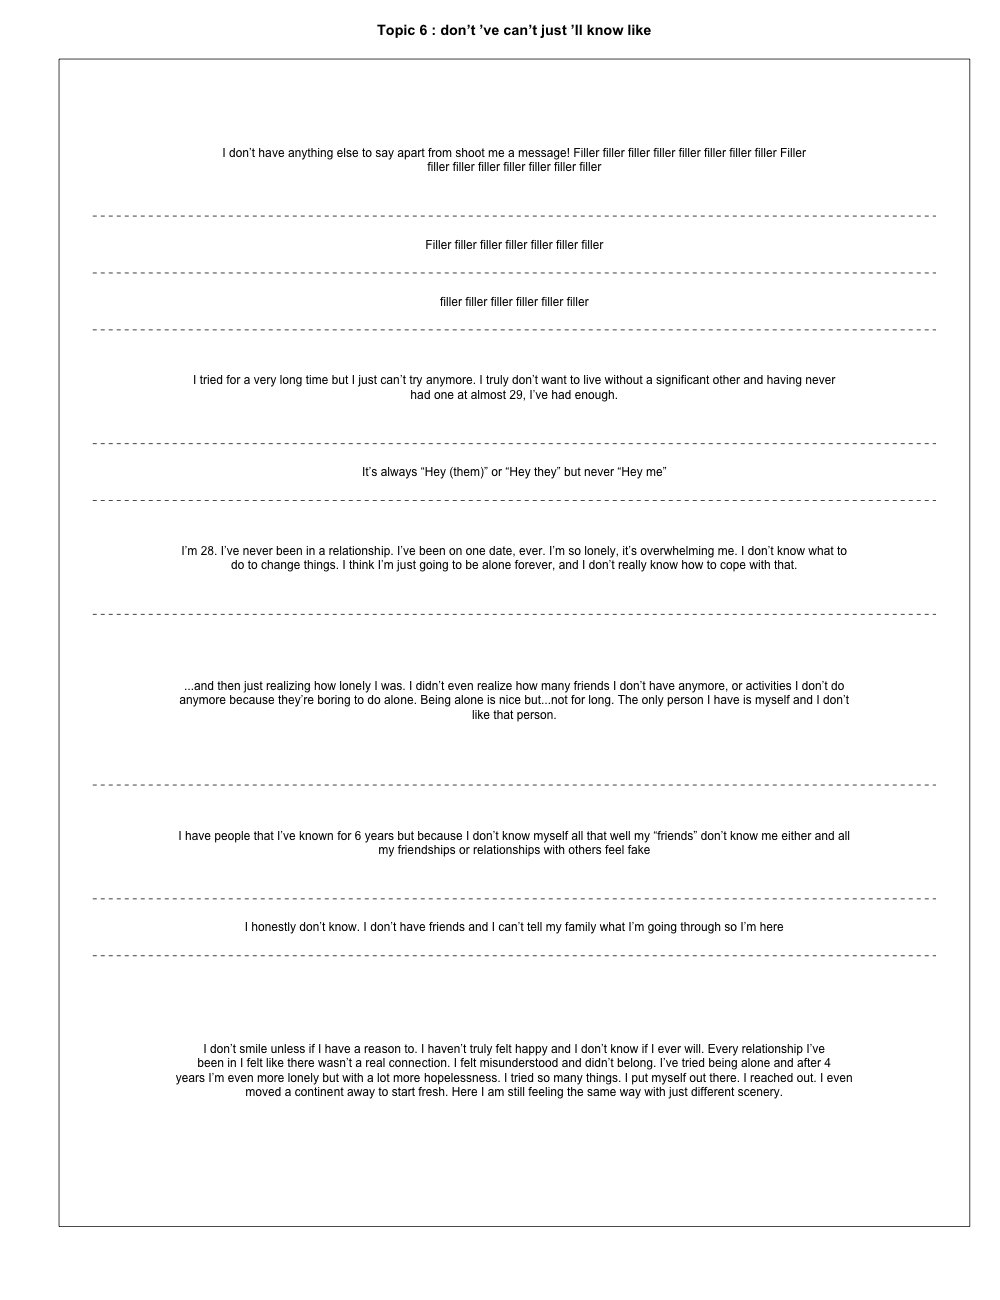 Topic 6 : don’t ’ve can’t just ’ll know like
I don’t have anything else to say apart from shoot me a message! Filler filler filler filler filler filler filler filler Filler
filler filler filler filler filler filler filler
Filler filler filler filler filler filler filler
filler filler filler filler filler filler
I tried for a very long time but I just can’t try anymore. I truly don’t want to live without a significant other and having never
had one at almost 29, I’ve had enough.
It’s always “Hey (them)” or “Hey they” but never “Hey me”
I’m 28. I’ve never been in a relationship. I’ve been on one date, ever. I’m so lonely, it’s overwhelming me. I don’t know what to
do to change things. I think I’m just going to be alone forever, and I don’t really know how to cope with that.
...and then just realizing how lonely I was. I didn’t even realize how many friends I don’t have anymore, or activities I don’t do
anymore because they’re boring to do alone. Being alone is nice but...not for long. The only person I have is myself and I don’t
like that person.
I have people that I’ve known for 6 years but because I don’t know myself all that well my “friends” don’t know me either and all
my friendships or relationships with others feel fake
I honestly don’t know. I don’t have friends and I can’t tell my family what I’m going through so I’m here
I don’t smile unless if I have a reason to. I haven’t truly felt happy and I don’t know if I ever will. Every relationship I’ve
been in I felt like there wasn’t a real connection. I felt misunderstood and didn’t belong. I’ve tried being alone and after 4
years I’m even more lonely but with a lot more hopelessness. I tried so many things. I put myself out there. I reached out. I even
moved a continent away to start fresh. Here I am still feeling the same way with just different scenery.